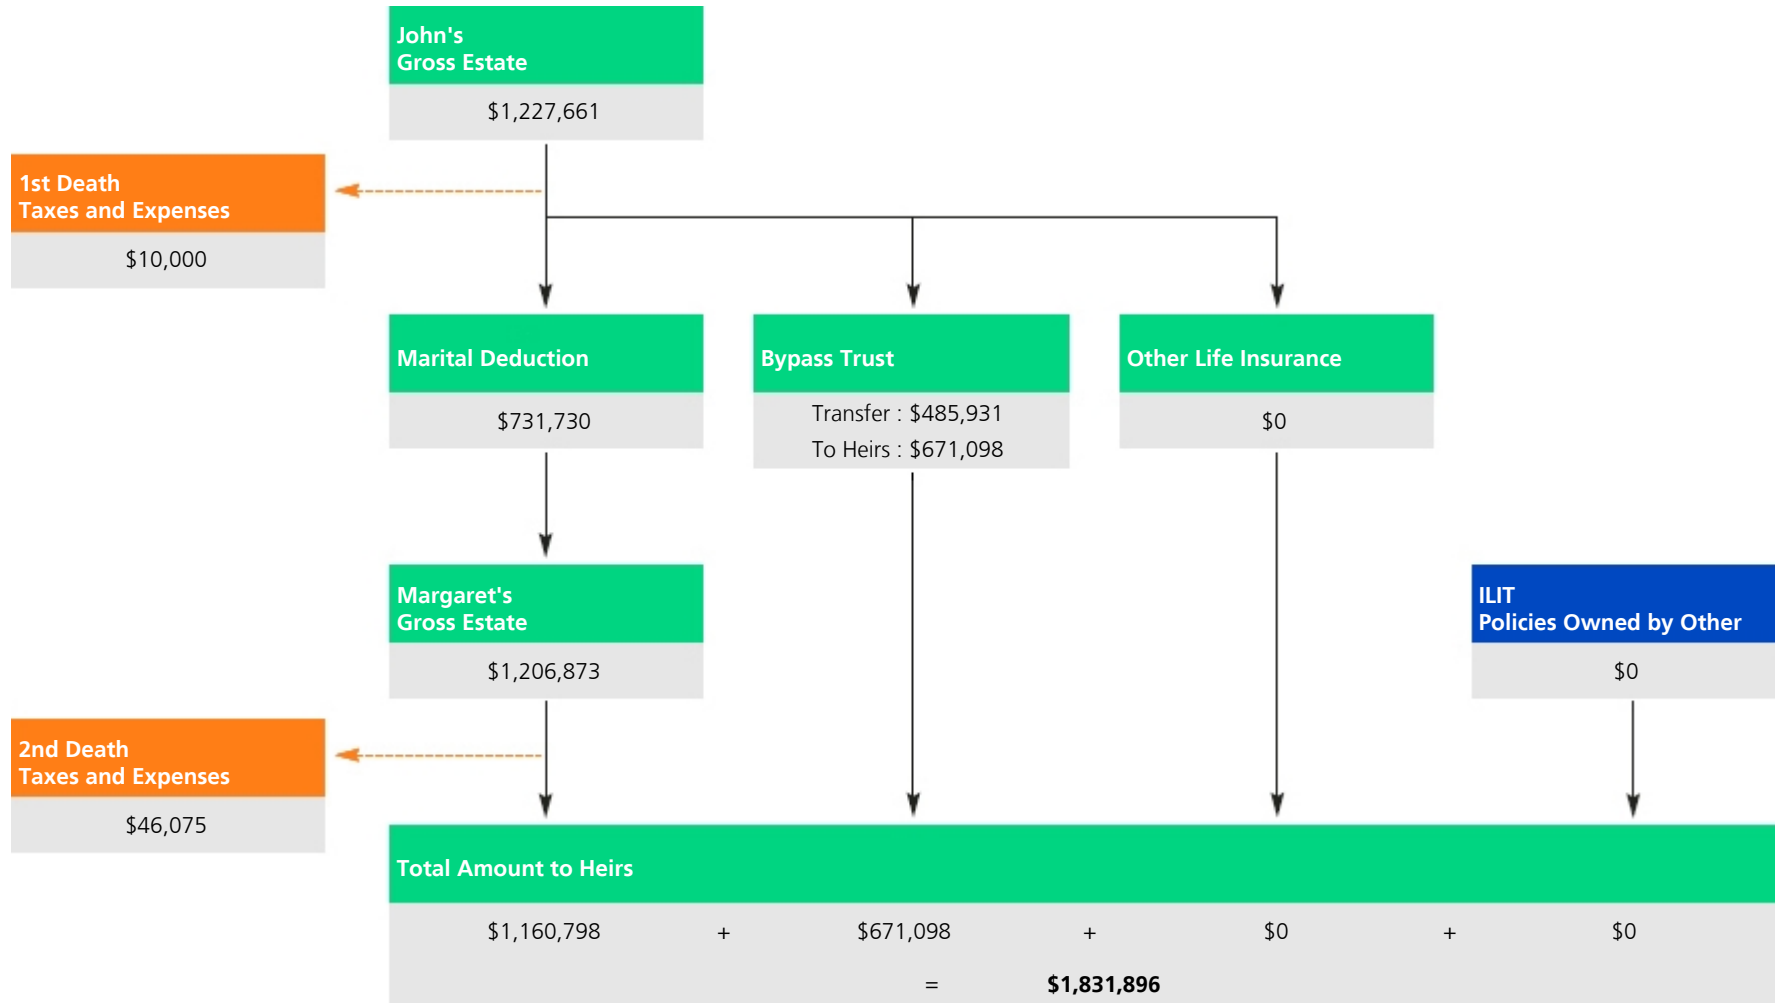 John's
Gross Estate
$1,227,661
1st Death
Taxes and Expenses
$10,000
Marital Deduction
$731,730
Bypass Trust
Transfer : $485,931
To Heirs : $671,098
Other Life Insurance
$0
Margaret's
Gross Estate
$1,206,873
ILIT
Policies Owned by Other
$0
2nd Death
Taxes and Expenses
$46,075
Total Amount to Heirs
$1,160,798 + $671,098 + $0 + $0
= $1,831,896